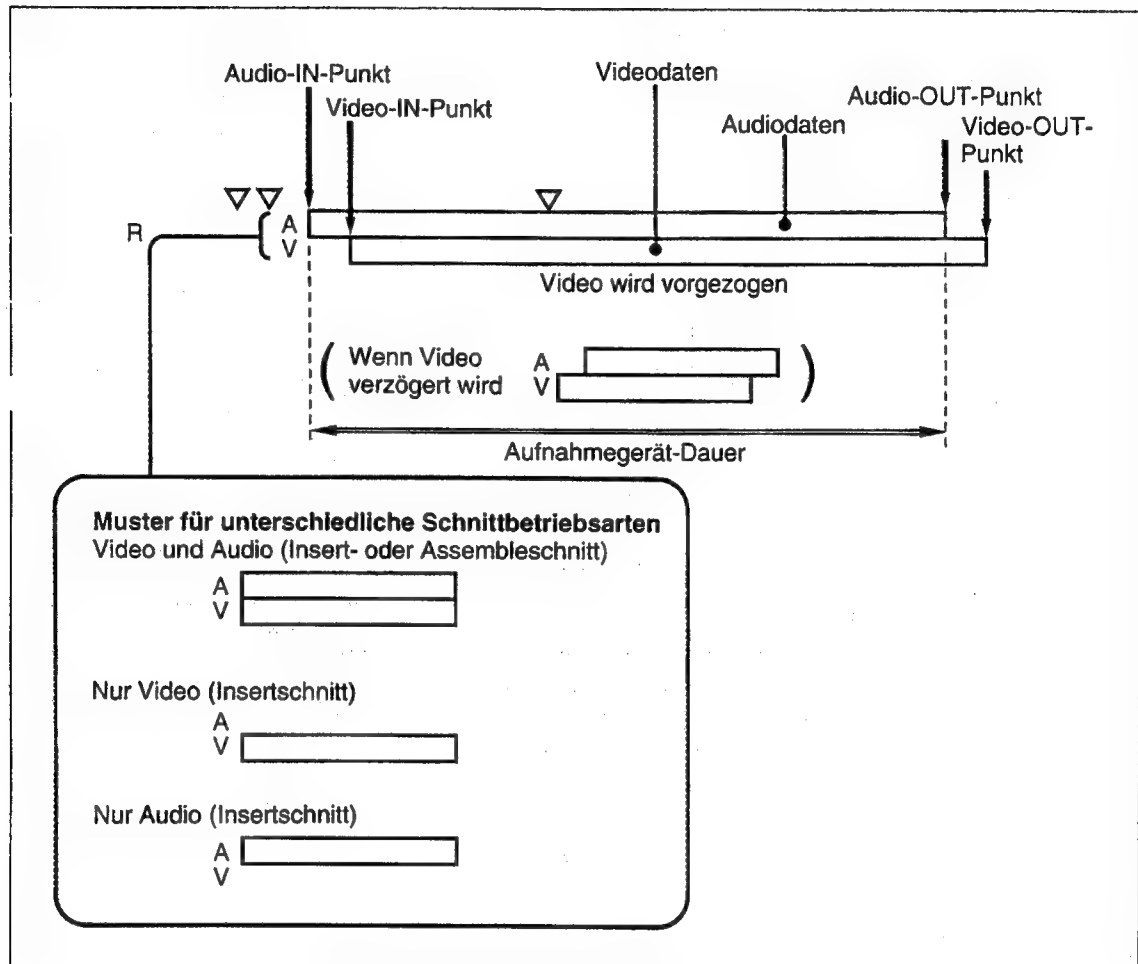 Audio-IN-Punkt
Video-IN-Punkt
Videodaten
Audiodaten
Audio-OUT-Punkt
Video-OUT-
Punkt
R
A
V
Video wird vorgezogen
( Wenn Video
verzögert wird
A
V
)
Aufnahmegerät-Dauer
Muster für unterschiedliche Schnittbetriebsarten
Video und Audio (Insert- oder Assembleschnitt)
A
V
Nur Video (Insertschnitt)
A
V
Nur Audio (Insertschnitt)
A
V